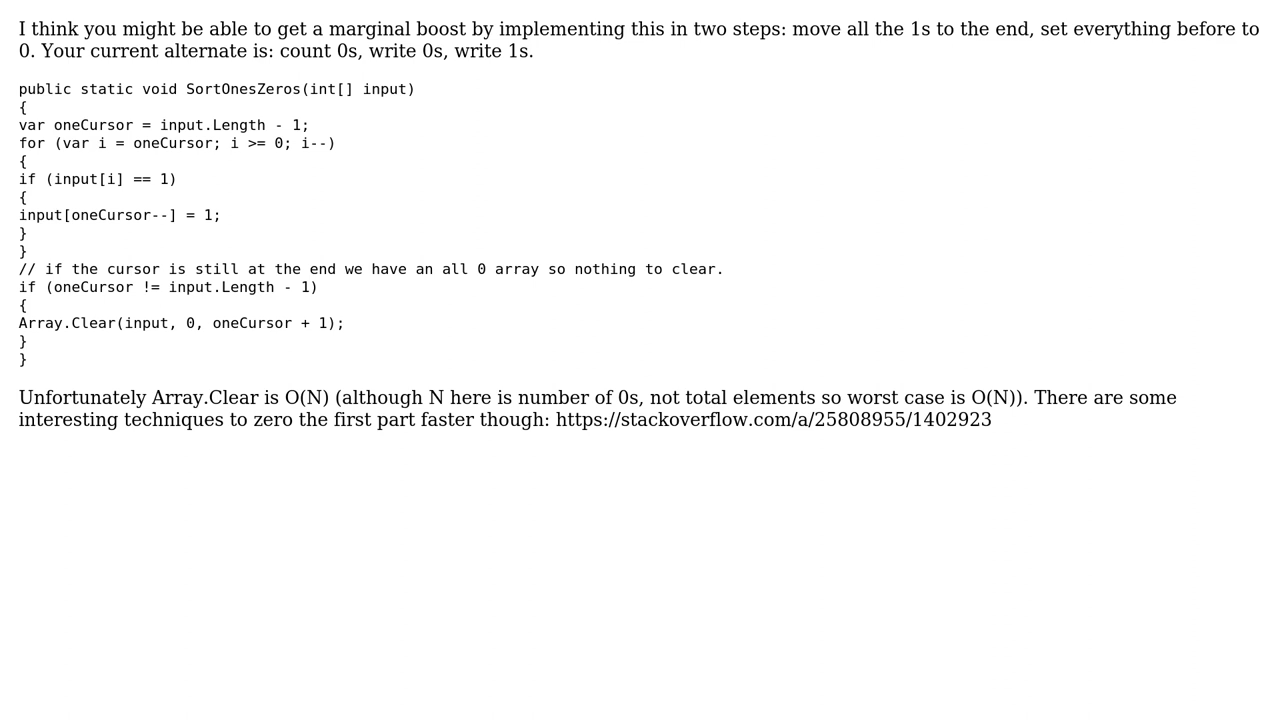 I think you might be able to get a marginal boost by implementing this in two steps: move all the 1s to the end, set everything before to
0. Your current alternate is: count 0s, write 0s, write 1s.
public static void SortOnesZeros(int[] input)
{
var oneCursor = input.Length - 1;
for (var i = oneCursor; i >= 0; i--)
{
if (input[i] == 1)
{
input[oneCursor--] = 1;
}
}
// if the cursor is still at the end we have an all 0 array so nothing to clear.
if (oneCursor != input.Length - 1)
{
Array.Clear(input, 0, oneCursor + 1);
}
}
Unfortunately Array.Clear is O(N) (although N here is number of 0s, not total elements so worst case is O(N)). There are some
interesting techniques to zero the first part faster though: https://stackoverflow.com/a/25808955/1402923